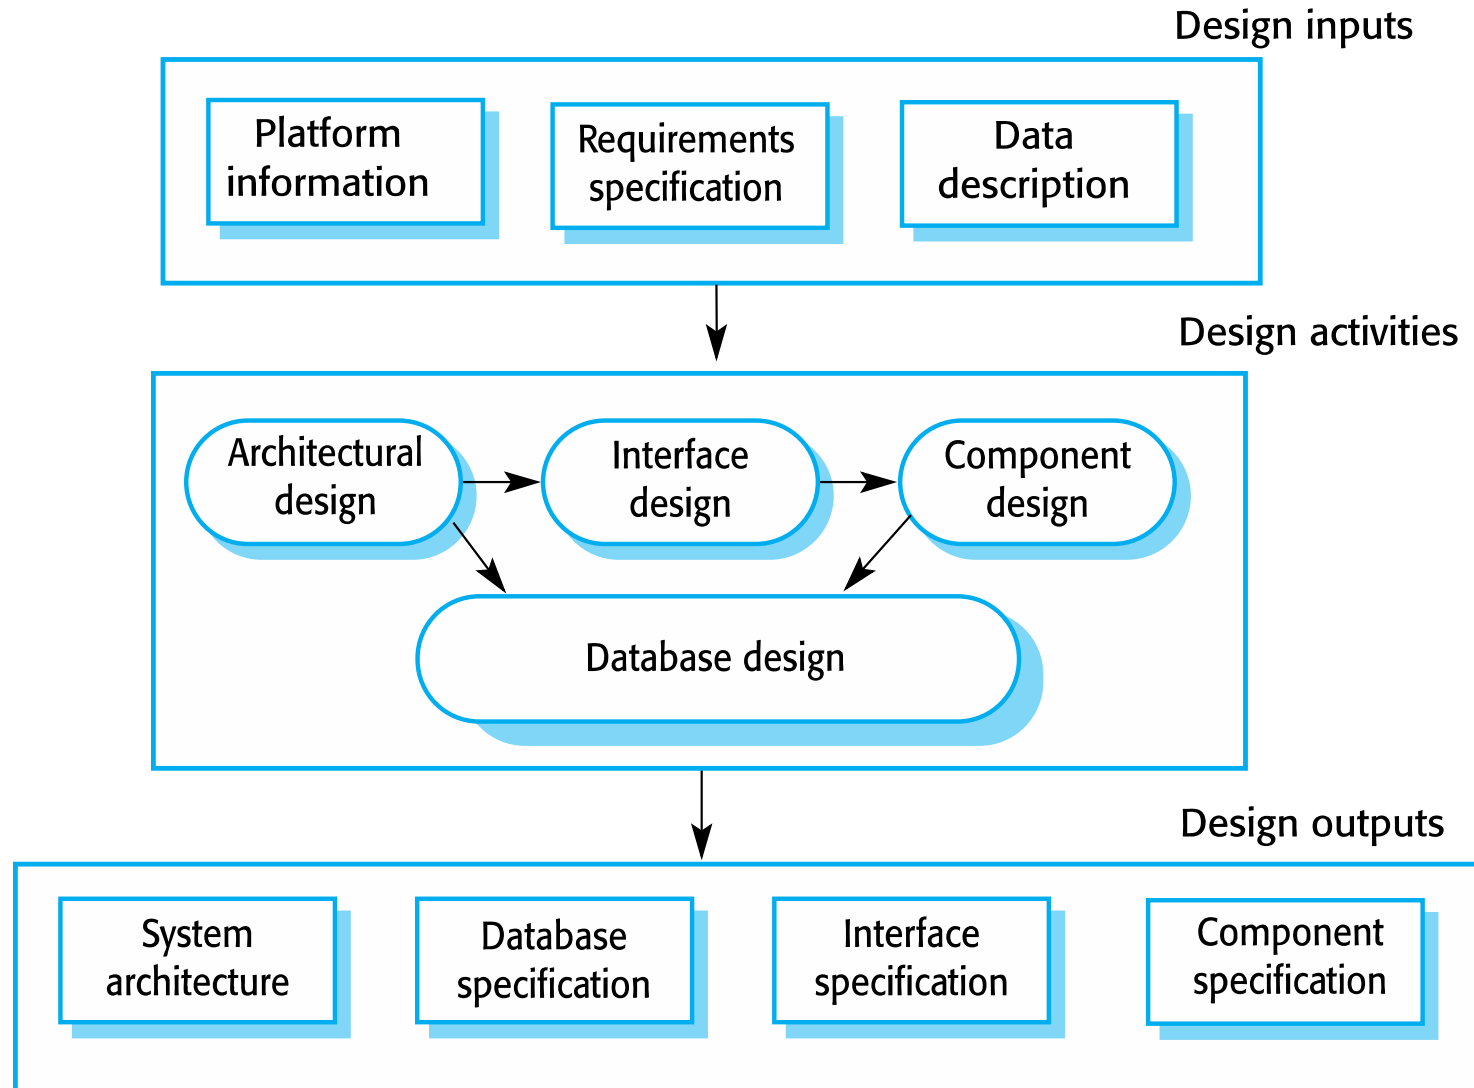 Design inputs
Platform
information
Requirements
specification
Data
description
Design activities
Architectural
design
Interface
design
Component
design
Database design
Design outputs
System
architecture
Database
specification
Interface
specification
Component
specification